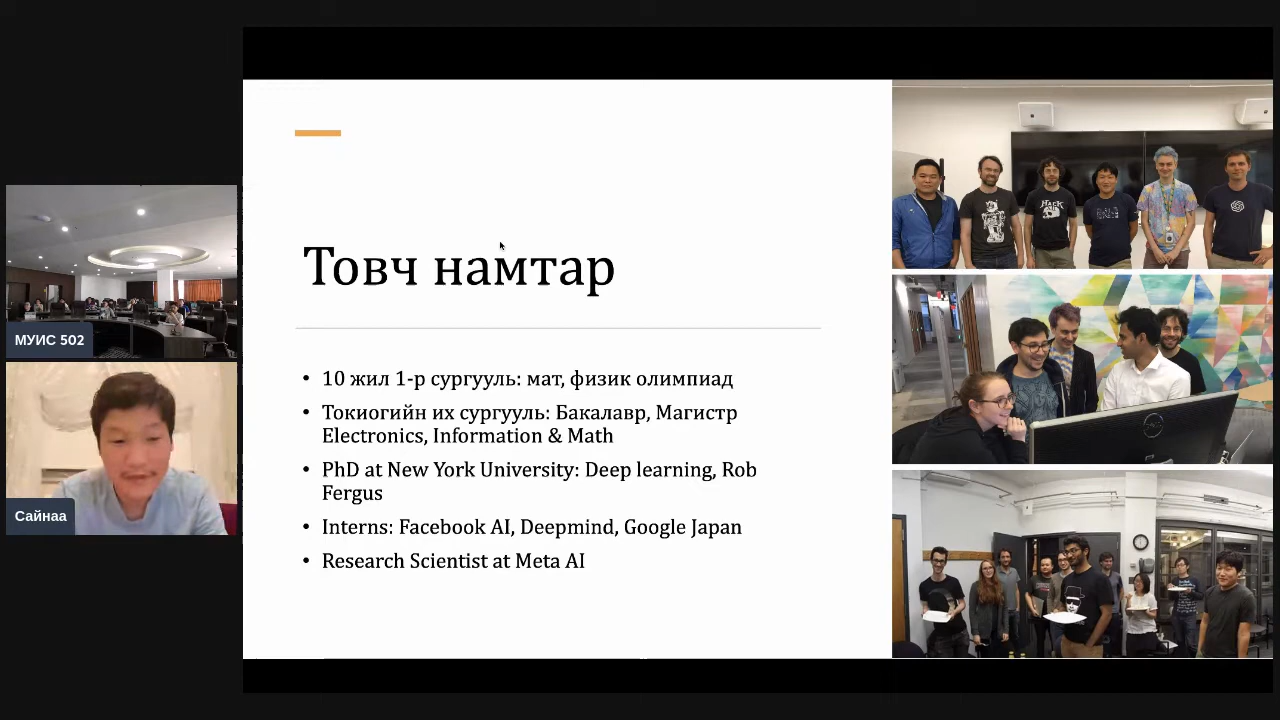 Товч намтар
• 10 жил 1-р сургууль: мат, физик олимпиад
• Токиогийн их сургууль: Бакалавр, Магистр
Electronics, Information & Math
• PhD at New York University: Deep learning, Rob
Fergus
• Interns: Facebook AI, Deepmind, Google Japan
• Research Scientist at Meta AI
МУИС 502
Сайнаа